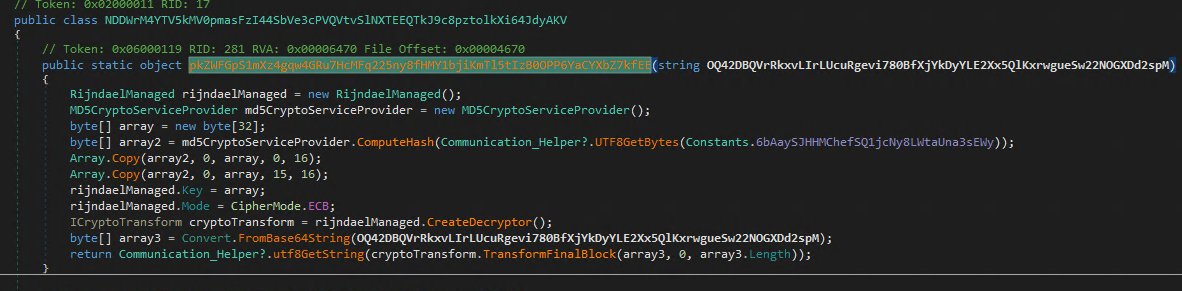 // Token: 0x02000011 RID: 17
public class NDDWrM4YTV5kMV0pmasFzI44SbVe3cPVQVtvSlNXTEEQTkJ9c8pztolkXi64JdyAKV
{
// Token: 0x06000119 RID: 281 RVA: 0x00006470 File Offset: 0x00004670
public static object pkZWFGpS1mXz4gqw4GRu7HcMFq225ny8fHMY1bjiKmTl5tIzB0OPP6YaCYXbZ7kfEE(string OQ42DBQVrRkxvLIrLUcuRgevi780BfXjYkDyYLE2Xx5QlKxrwgueSw22NOGXDd2spM)
{
RijndaelManaged rijndaelManaged = new RijndaelManaged();
MD5CryptoServiceProvider md5CryptoServiceProvider = new MD5CryptoServiceProvider();
byte[] array = new byte[32];
byte[] array2 = md5CryptoServiceProvider.ComputeHash(Communication_Helper?.UTF8GetBytes(Constants.6bAaySJHHMChefSQ1jcNy8LWtaUna3sEWy));
Array.Copy(array2, 0, array, 0, 16);
Array.Copy(array2, 0, array, 15, 16);
rijndaelManaged.Key = array;
rijndaelManaged.Mode = CipherMode.ECB;
ICryptoTransform cryptoTransform = rijndaelManaged.CreateDecryptor();
byte[] array3 = Convert.FromBase64String(OQ42DBQVrRkxvLIrLUcuRgevi780BfXjYkDyYLE2Xx5QlKxrwgueSw22NOGXDd2spM);
return Communication_Helper?.utf8GetString(cryptoTransform.TransformFinalBlock(array3, 0, array3.Length));
}